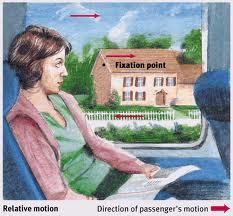 Fixation point
Relative motion
Direction of passenger's motion